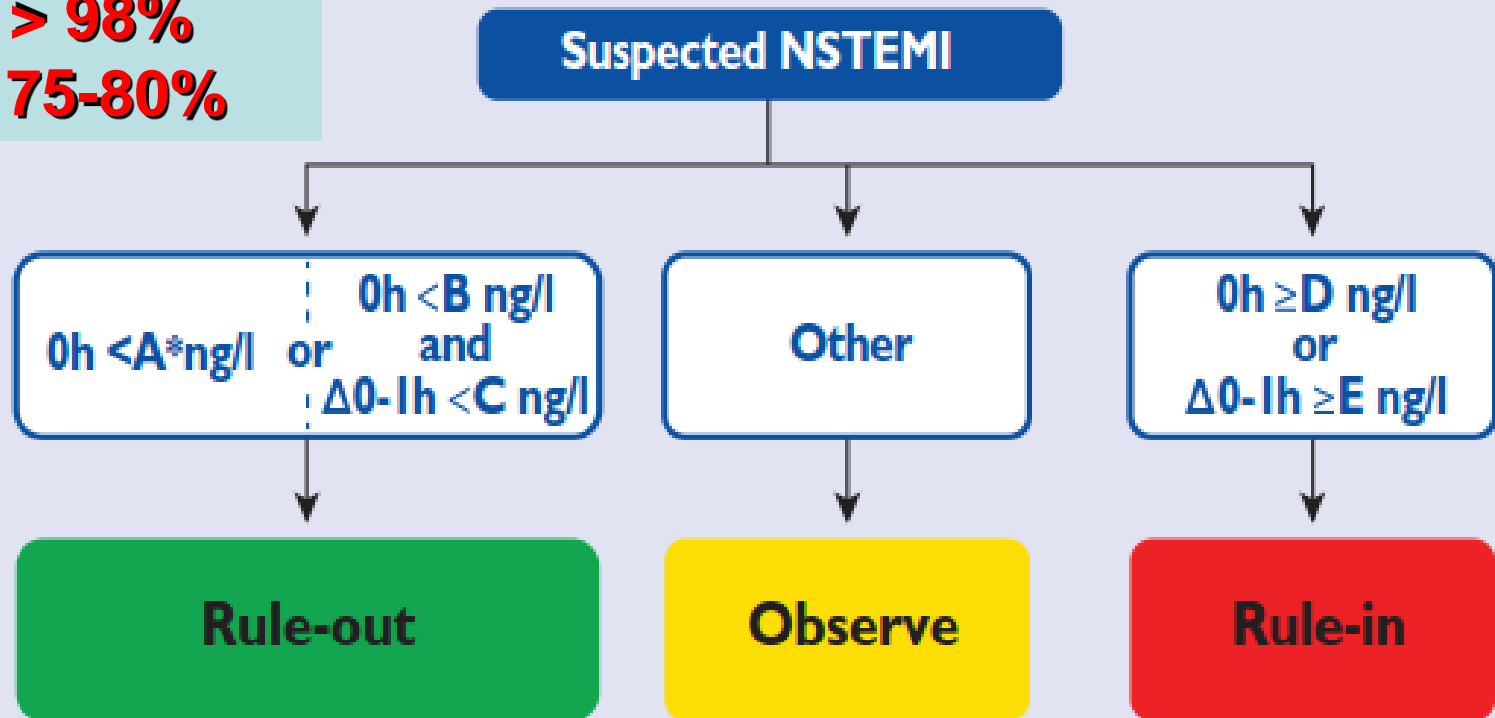 > 98%
75-80%
Suspected NSTEMI
0h <A*ng/l or
0h <B ng/l
and
Δ0-1h <C ng/l
Other
0h ≥D ng/l
or
Δ0-1h ≥E ng/l
Rule-out
Observe
Rule-in